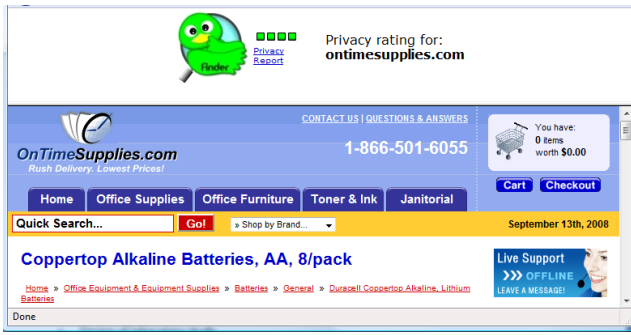 Privacy rating for:
Privacy
Report
ontimesupplies.com
Finder
CONTACT US | QUESTIONS & ANSWERS
You have:
0 items
worth $0.00
OnTimeSupplies.com
1-866-501-6055
Rush Delivery. Lowest Prices!
Cart Checkout
Home Office Supplies Office Furniture Toner & Ink Janitorial
Quick Search... Go! » Shop by Brand... September 13th, 2008
Coppertop Alkaline Batteries, AA, 8/pack
Live Support
OFFLINE
LEAVE A MESSAGE!
Home » Office Equipment & Equipment Supplies » Batteries » General » Duracell Coppertop Alkaline, Lithium
Batteries
Done